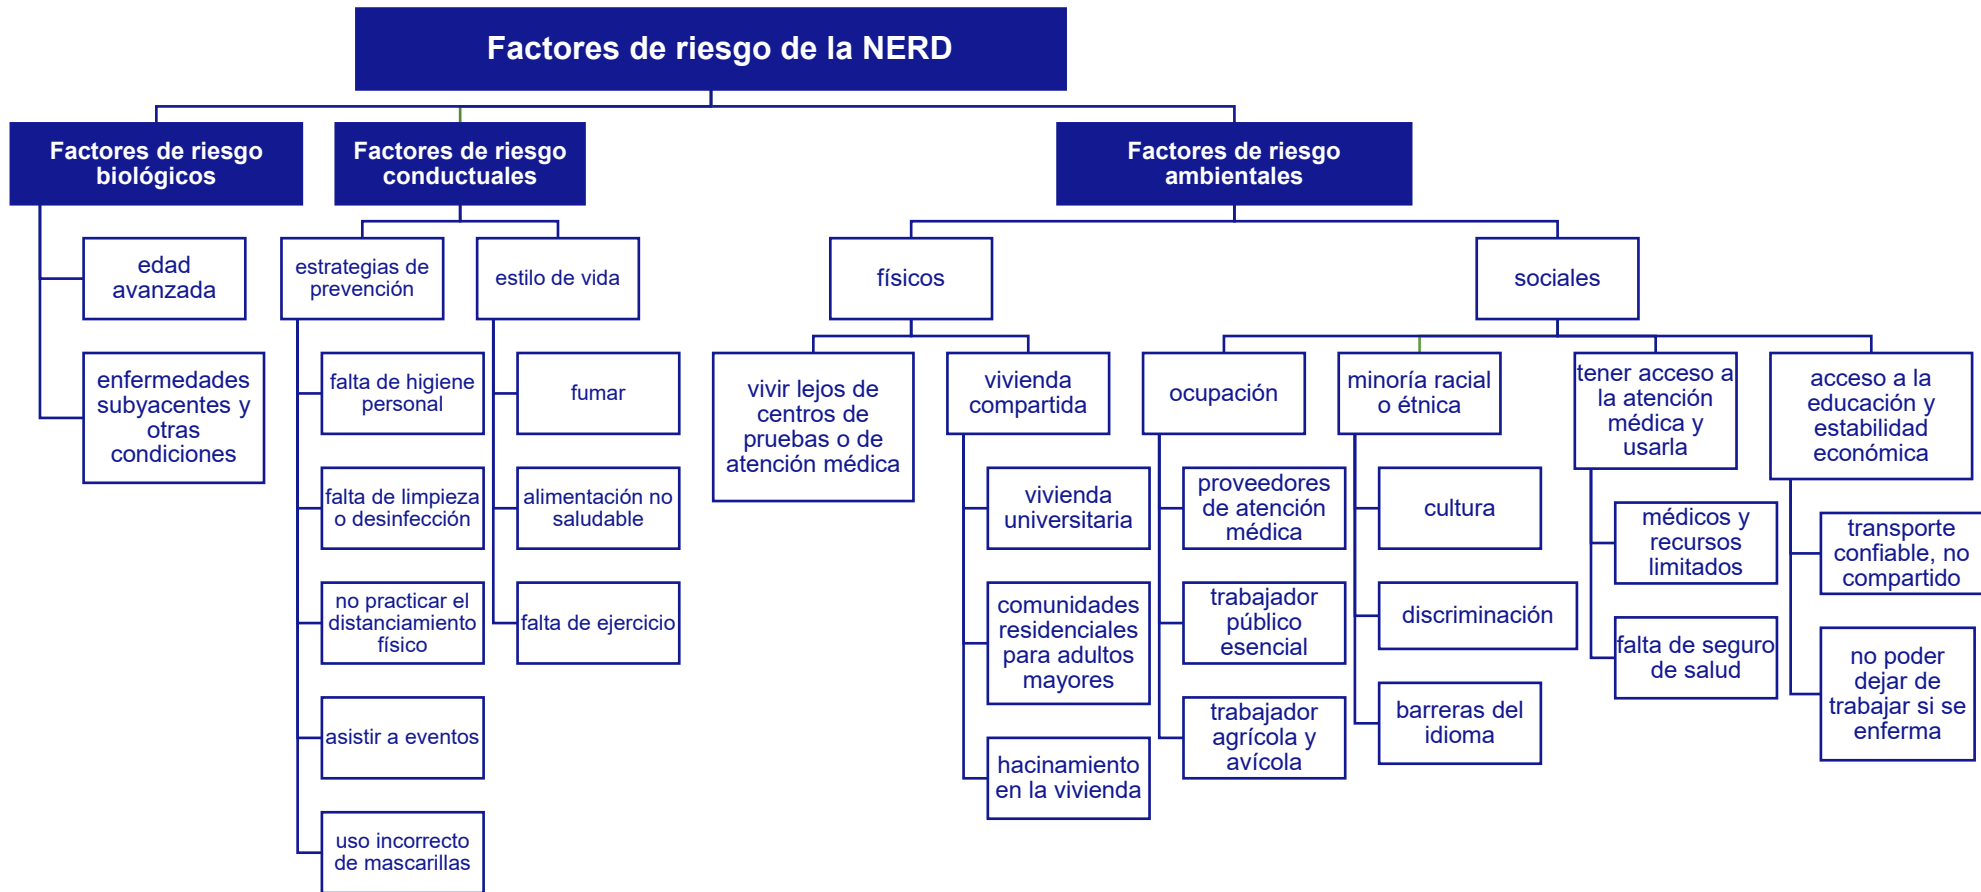 Factores de riesgo de la NERD
Factores de riesgo
biológicos
edad
avanzada
enfermedades
subyacentes y
otras
condiciones
Factores de riesgo
conductuales
estrategias de
prevención
falta de higiene
personal
falta de limpieza
o desinfección
no practicar el
distanciamiento
físico
asistir a eventos
uso incorrecto
de mascarillas
estilo de vida
fumar
alimentación no
saludable
falta de ejercicio
Factores de riesgo
ambientales
físicos
vivir lejos de
centros de
pruebas o de
atención médica
vivienda
compartida
vivienda
universitaria
comunidades
residenciales
para adultos
mayores
hacinamiento
en la vivienda
sociales
ocupación
proveedores
de atención
médica
trabajador
público
esencial
trabajador
agrícola y
avícola
minoría racial
o étnica
cultura
discriminación
barreras del
idioma
tener acceso a
la atención
médica y
usarla
médicos y
recursos
limitados
falta de seguro
de salud
acceso a la
educación y
estabilidad
económica
transporte
confiable, no
compartido
no poder
dejar de
trabajar si se
enferma